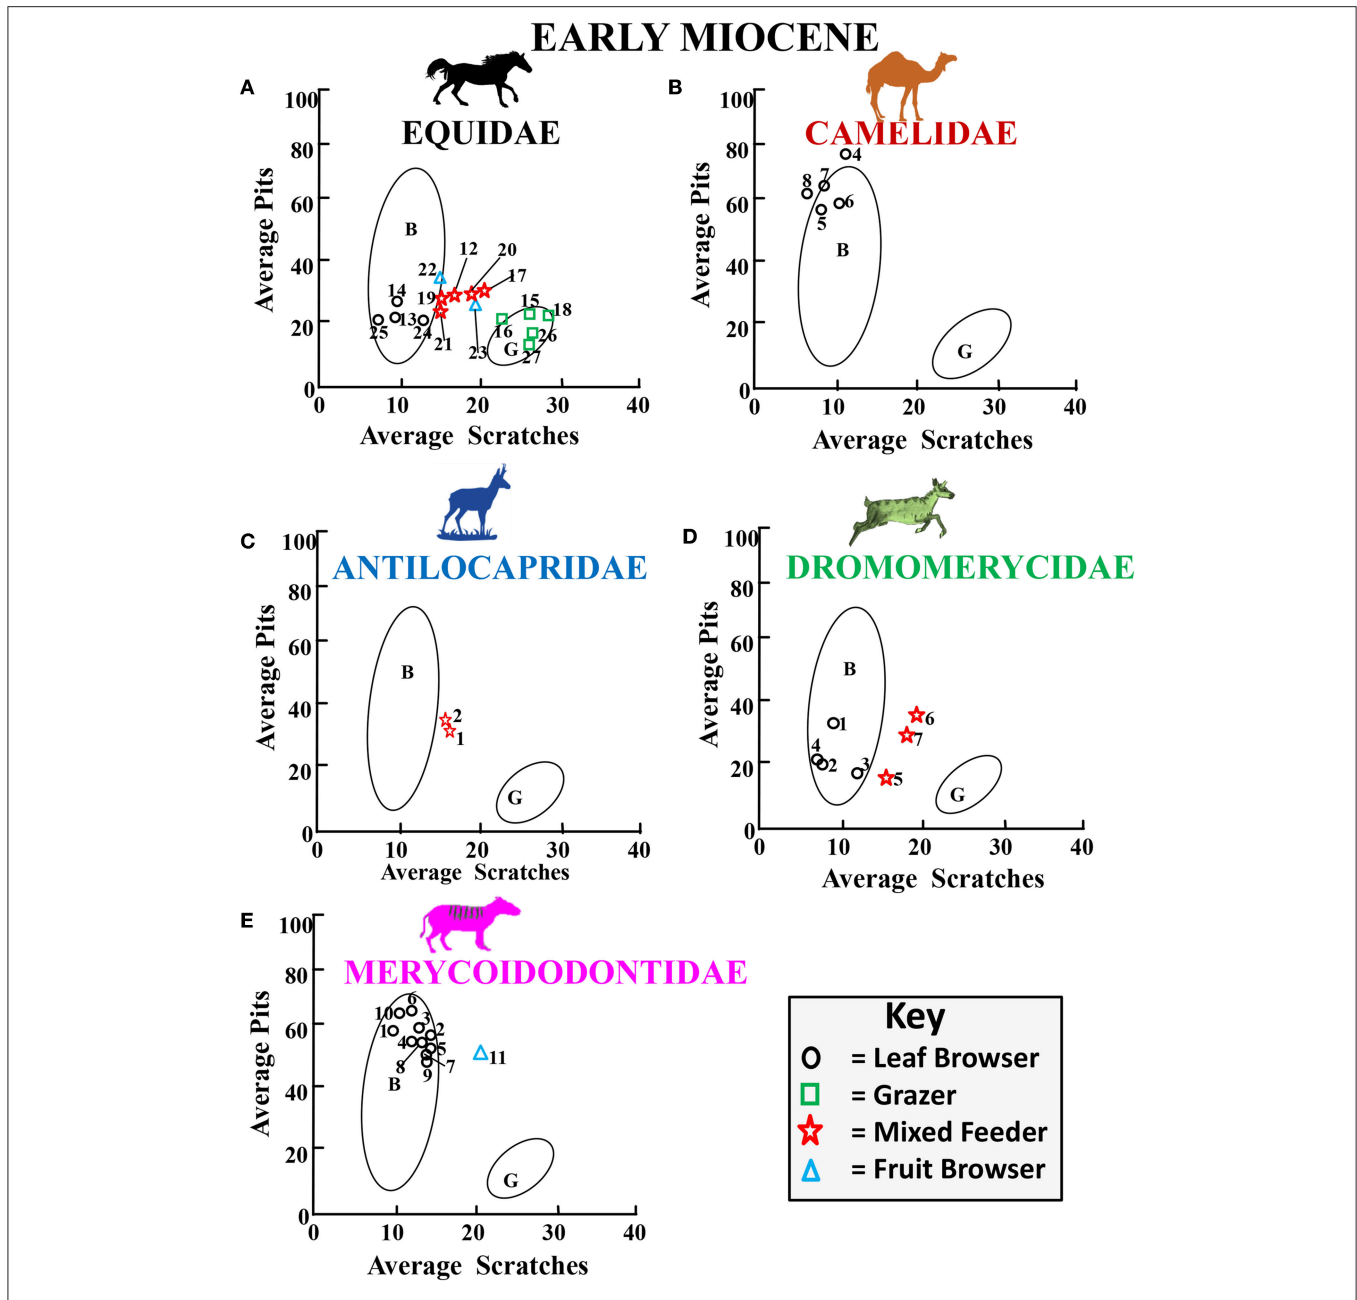 EARLY MIOCENE
A
EQUIDAE
100
80
60
40
20
0
Average Pits
B
22
12
20
17
14
19
15
18
25
13
24
21
23
16
26
27
G
0 10 20 30 40
Average Scratches
B
CAMELIDAE
100
80
60
40
20
0
Average Pits
4
8
7
6
5
B
G
0 10 20 30 40
Average Scratches
C
ANTILOCAPRIDAE
100
80
60
40
20
0
Average Pits
B
2
1
G
0 10 20 30 40
Average Scratches
D
DROMOMERYCIDAE
100
80
60
40
20
0
Average Pits
B
1
6
7
4
2
3
5
G
0 10 20 30 40
Average Scratches
E
MERYCOIDODONTIDAE
100
80
60
40
20
0
Average Pits
6
10
3
1
2
4
5
8
7
9
11
B
G
0 10 20 30 40
Average Scratches
Key
= Leaf Browser
= Grazer
= Mixed Feeder
= Fruit Browser